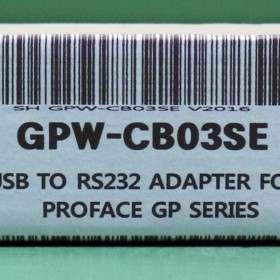 SH GPW-CB03SE V2016
GPW-CB03SE
USB TO RS232 ADAPTER FO
PROFACE GP SERIES